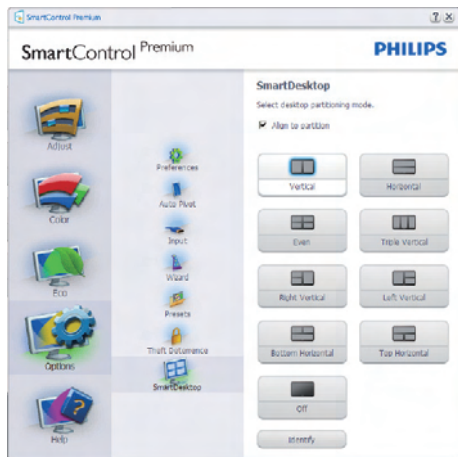 SmartControl Premium
SmartControl Premium
PHILIPS
Adjust
Color
Eco
Options
Help
Preferences
Auto Pivot
Input
Wizard
Presets
Theft Deterrence
SmartDesktop
SmartDesktop
Select desktop partitioning mode.
Align to partition
Vertical
Horizontal
Even
Triple Vertical
Right Vertical
Left Vertical
Bottom Horizontal
Top Horizontal
Off
Identify